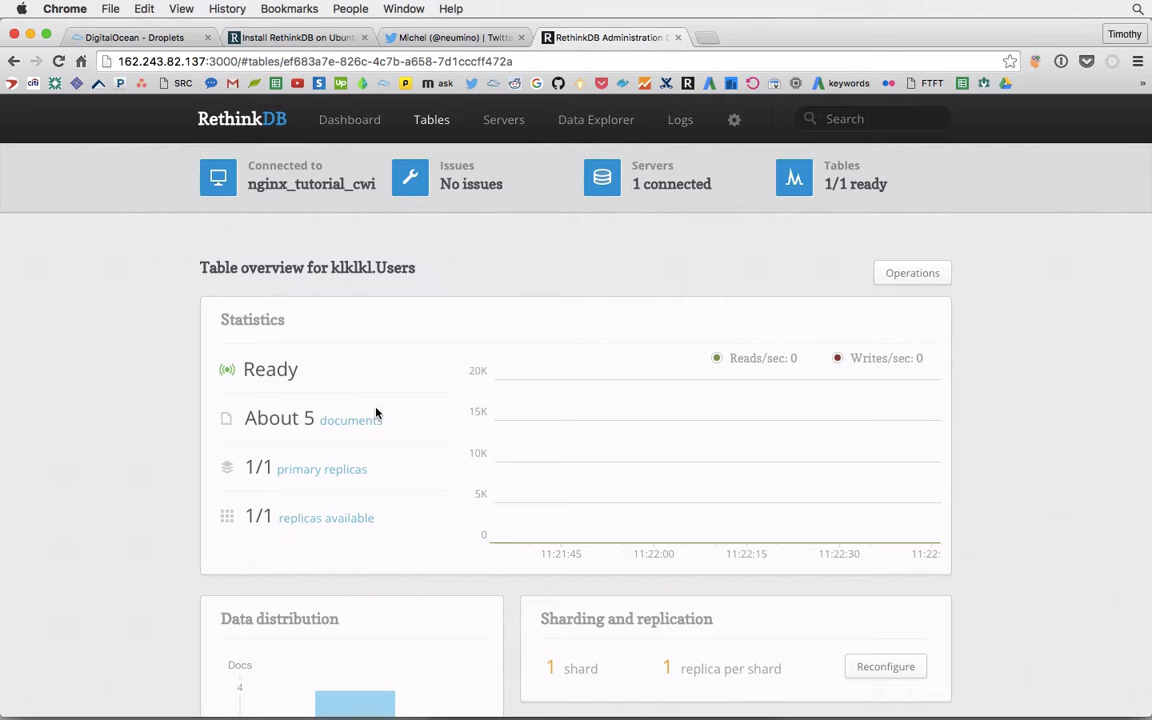 Chrome File Edit View History Bookmarks People Window Help
DigitalOcean - Droplets
Install RethinkDB on Ubunt
Michel (@neumino) | Twitte
RethinkDB Administration C
Timothy
162.243.82.137:3000/#tables/ef683a7e-826c-4c7b-a658-7d1cccff472a
SRC
ask
keywords
FTFT
RethinkDB
Dashboard
Tables
Servers
Data Explorer
Logs
Search
Connected to
nginx_tutorial_cwi
Issues
No issues
Servers
1 connected
Tables
1/1 ready
Table overview for klklkl.Users
Operations
Statistics
Ready
About 5 documents
1/1 primary replicas
1/1 replicas available
Reads/sec: 0
Writes/sec: 0
20K
15K
10K
5K
0
11:21:45
11:22:00
11:22:15
11:22:30
11:22:
Data distribution
Docs
4
Sharding and replication
1 shard
1 replica per shard
Reconfigure